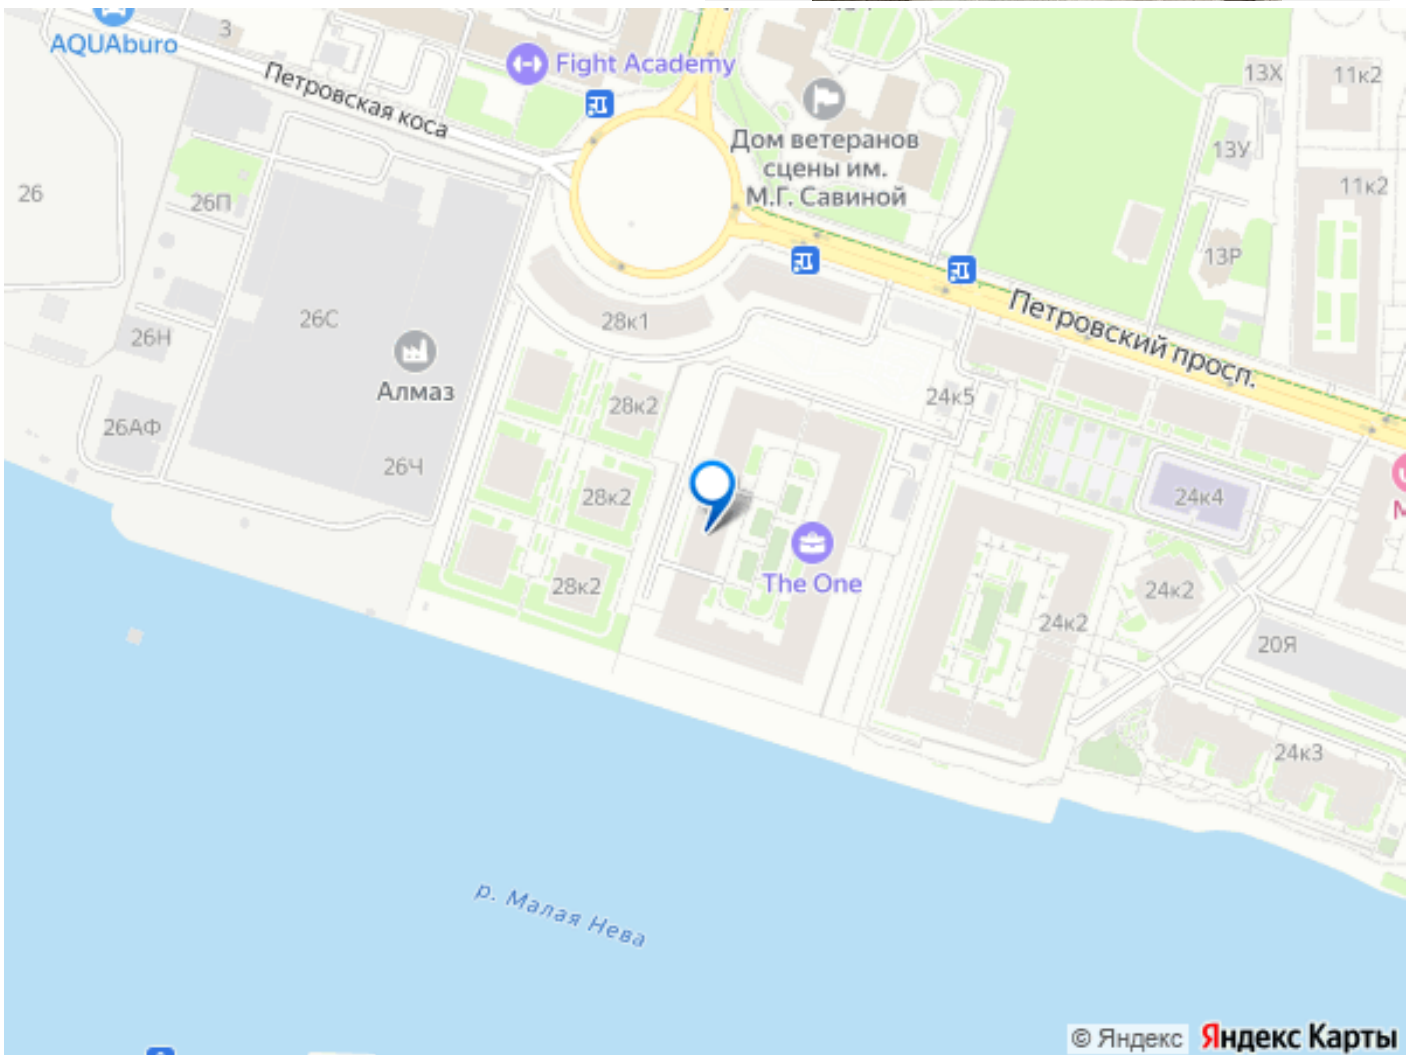 AQUAburo
3
Петровская коса
Fight Academy
Дом ветеранов
сцены им.
М.Г. Савиной
13Х
11к2
13У
11к2
13Р
26
26П
26С
28к1
26Н
Алмаз
26АФ
26Ч
Петровский просп.
24к5
28к2
28к2
28к2
The One
24к4
24к2
24к2
20Я
24к3
р. Малая Нева
© Яндекс Яндекс Карты